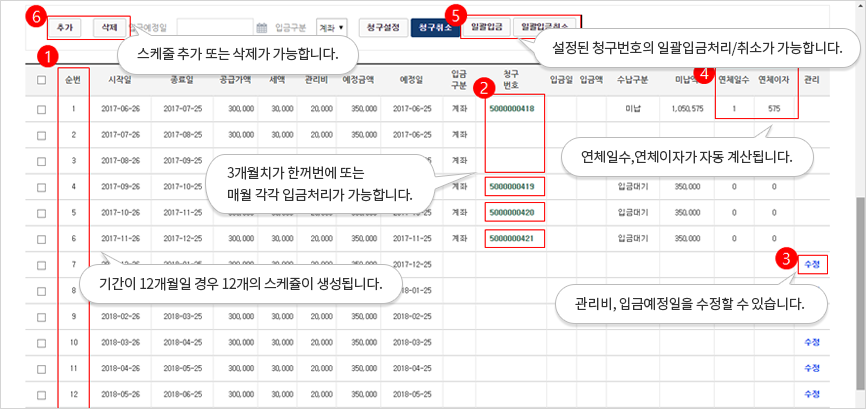 6
5
추가 삭제 입금구분 계좌 청구설정 청구취소 일괄입금 일괄입금취소
스케줄 추가 또는 삭제가 가능합니다.
설정된 청구번호의 일괄입금처리/취소가 가능합니다.
1
2
4
순번 시작일 종료일 공급가액 세액 관리비 예정금액 예정일 입금구분 청구번호 입금일 입금액 수납구분 연체일수 연체이자 관리
1 2017-06-26 2017-07-25 300,000 30,000 20,000 350,000 2017-06-25 계좌 5000000418 미납 1,050,575 1 575
2 2017-07-26 2017-08-25 300,000 30,000 20,000 350,000 2017-07-25 계좌
3 2017-08-26 2017-09-25 계좌
3개월치가 한꺼번에 또는
매월 각각 입금처리가 가능합니다.
연체일수,연체이자가 자동 계산됩니다.
4 2017-09-26 2017-10-25 계좌 5000000419 입금대기 350,000 0 0
5 2017-10-26 2017-11-25 계좌 5000000420 입금대기 350,000 0 0
6 2017-11-26 2017-12-25 300,000 30,000 20,000 350,000 2017-11-25 계좌 5000000421 입금대기 350,000 0 0
3
7 2017-12-25 수정
기간이 12개월일 경우 12개의 스케쥴이 생성됩니다.
8
관리비, 입금예정일을 수정할 수 있습니다.
9 2018-02-26 2018-03-25 300,000 30,000 20,000 350,000 2018-02-25
10 2018-03-26 2018-04-25 300,000 30,000 20,000 350,000 2018-03-25 수정
11 2018-04-26 2018-05-25 300,000 30,000 20,000 350,000 2018-04-25 수정
12 2018-05-26 2018-06-25 300,000 30,000 20,000 350,000 2018-05-25 수정